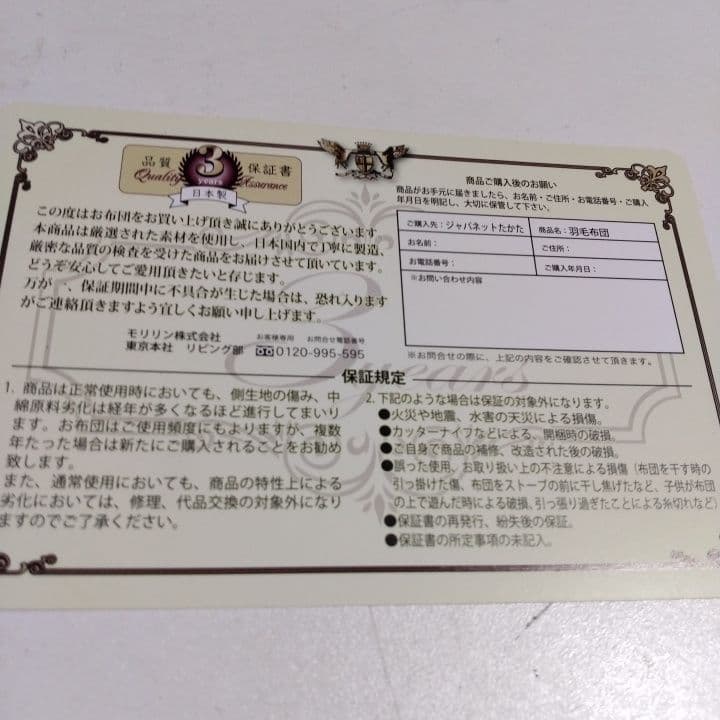 品質 3 保証書
Quality years Assurance
日本製
この度はお布団をお買い上げ頂き誠にありがとうございます
本商品は厳選された素材を使用し、日本国内で丁寧に製造、
厳密な品質の検査を受けた商品をお届けさせて頂いています。
どうぞ安心してご愛用頂きたいと存じます。
万が一、保証期間中に不具合が生じた場合は、恐れ入ります
がご連絡頂きますよう宜しくお願い申し上げます。
モリリン株式会社 お客様専用 お問合せ電話番号
東京本社 リビング部 0120-995-595
商品ご購入後のお願い
商品がお手元に届きましたら、お名前・ご住所・お電話番号・ご購入
年月日を明記し、大切に保管して下さい。
ご購入先:ジャパネットたかた 商品名:羽毛布団
お名前: ご住所:
お電話番号: ご購入年月日:
※お問い合わせ内容
※お問合せの際に、上記の内容をご確認させて頂きます。
3years
保証規定
1. 商品は正常使用時においても、側生地の傷み、中
綿原料劣化は経年が多くなるほど進行してまいり
ます。お布団はご使用頻度にもよりますが、複数
年たった場合は新たにご購入されることをお勧め
致します。
また、通常使用においても、商品の特性上による
劣化においては、修理、代品交換の対象外になり
ますのでご了承ください。
2. 下記のような場合は保証の対象外になります。
●火災や地震、水害の天災による損傷。
●カッターナイフなどによる、開梱時の破損。
●ご自身で商品の補修、改造された後の破損。
●誤った使用、お取り扱い上の不注意による損傷(布団を干す時の
引っ掛けた傷、布団をストーブの前に干し焦げたなど、子供が布団
の上で遊んだ時による破損、引っ張り過ぎたことによる糸切れなど)
●保証書の再発行、紛失後の保証。
●保証書の所定事項の未記入。